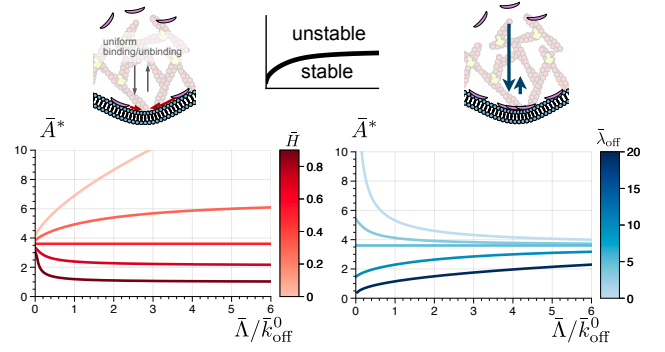 uniform
binding/unbinding
unstable
stable
Ā*
H̄
10
8
6
4
2
0
0 1 2 3 4 5 6
0.8
0.6
0.4
0.2
0
Λ̄/k̄⁰off
Ā*
λ̄off
10
8
6
4
2
0
0 1 2 3 4 5 6
20
15
10
5
0
Λ̄/k̄⁰off